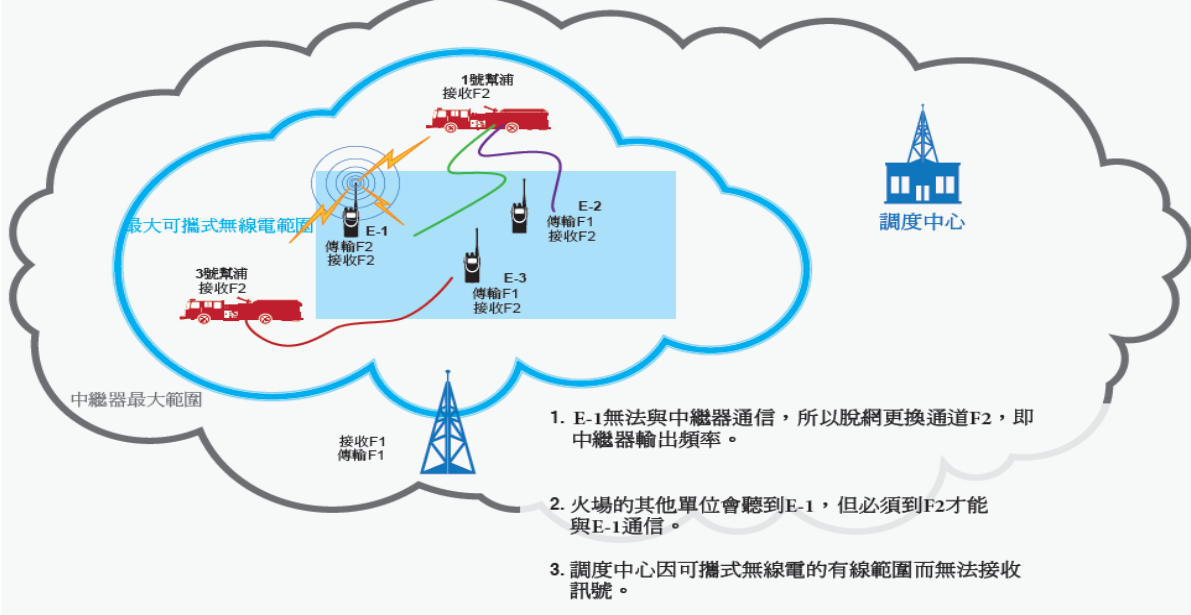 1號幫浦
接收F2
最大可攜式無線電範圍
E-1
傳輸F2
接收F2
E-2
傳輸F1
接收F2
E-3
傳輸F1
接收F2
3號幫浦
接收F2
調度中心
中繼器最大範圍
接收F1
傳輸F1
1. E-1無法與中繼器通信，所以脫網更換通道F2，即
中繼器輸出頻率。
2. 火場的其他單位會聽到E-1，但必須到F2才能
與E-1通信。
3. 調度中心因可攜式無線電的有線範圍而無法接收
訊號。